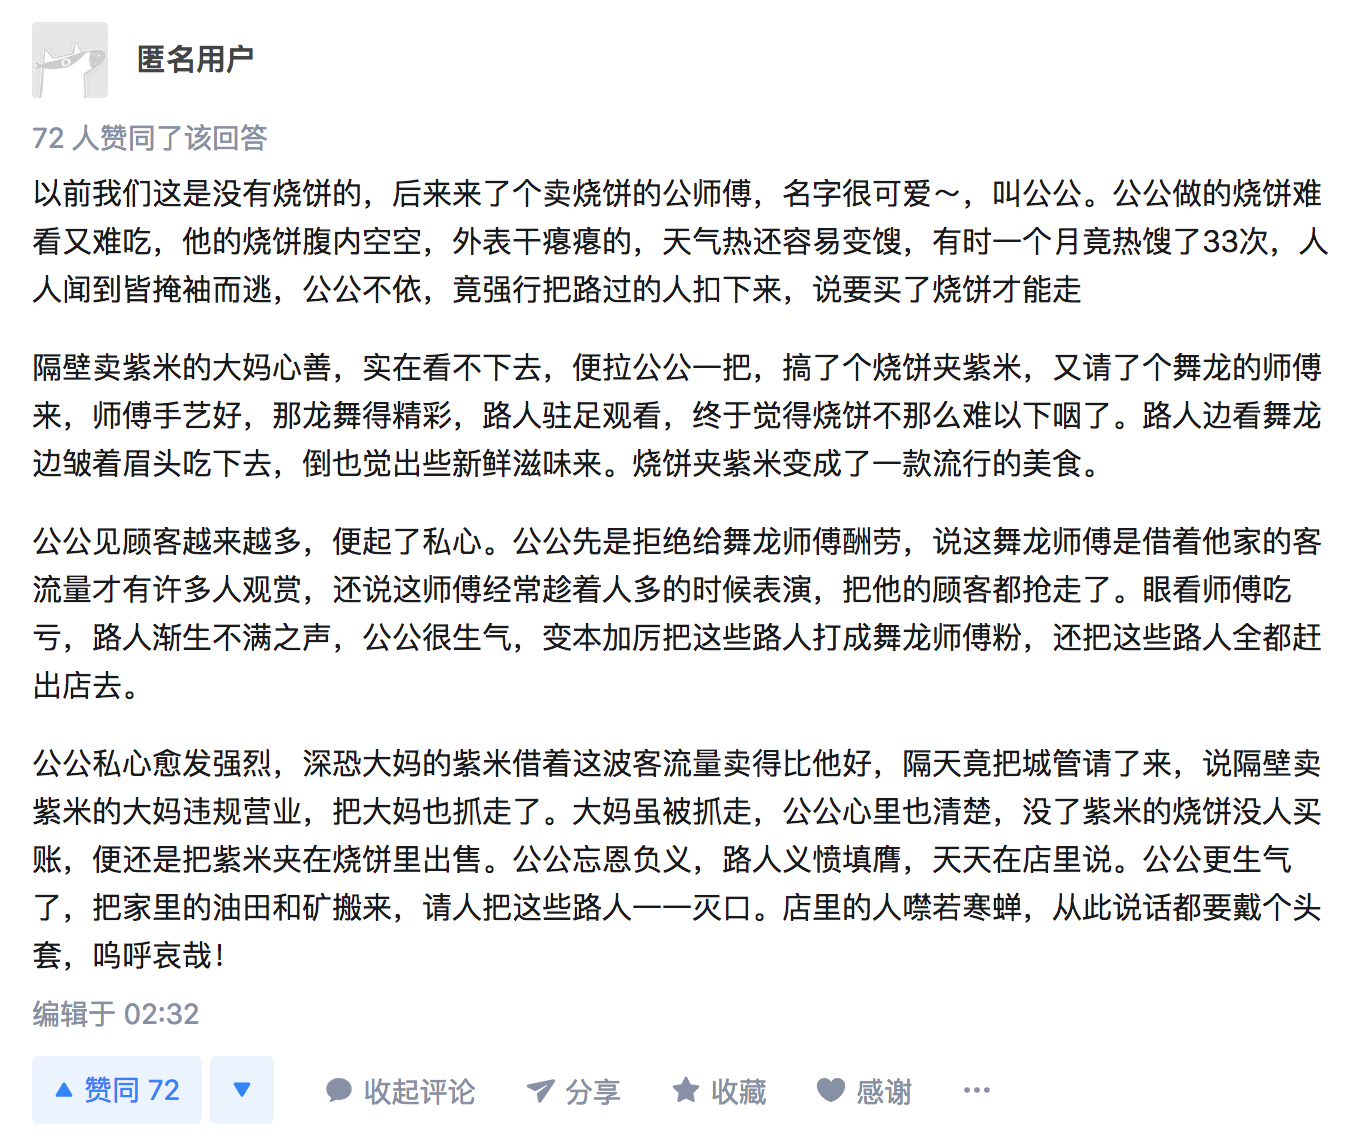 匿名用户
72 人赞同了该回答
以前我们这是没有烧饼的，后来来了个卖烧饼的公师傅，名字很可爱～，叫公公。公公做的烧饼难
看又难吃，他的烧饼腹内空空，外表干瘪瘪的，天气热还容易变馊，有时一个月竟热馊了33次，人
人闻到皆掩袖而逃，公公不依，竟强行把路过的人扣下来，说要买了烧饼才能走
隔壁卖紫米的大妈心善，实在看不下去，便拉公公一把，搞了个烧饼夹紫米，又请了个舞龙的师傅
来，师傅手艺好，那龙舞得精彩，路人驻足观看，终于觉得烧饼不那么难以下咽了。路人边看舞龙
边皱着眉头吃下去，倒也觉出些新鲜滋味来。烧饼夹紫米变成了一款流行的美食。
公公见顾客越来越多，便起了私心。公公先是拒绝给舞龙师傅酬劳，说这舞龙师傅是借着他家的客
流量才有许多人观赏，还说这师傅经常趁着人多的时候表演，把他的顾客都抢走了。眼看师傅吃
亏，路人渐生不满之声，公公很生气，变本加厉把这些路人打成舞龙师傅粉，还把这些路人全都赶
出店去。
公公私心愈发强烈，深恐大妈的紫米借着这波客流量卖得比他好，隔天竟把城管请了来，说隔壁卖
紫米的大妈违规营业，把大妈也抓走了。大妈虽被抓走，公公心里也清楚，没了紫米的烧饼没人买
账，便还是把紫米夹在烧饼里出售。公公忘恩负义，路人义愤填膺，天天在店里说。公公更生气
了，把家里的油田和矿搬来，请人把这些路人一一灭口。店里的人噤若寒蝉，从此说话都要戴个头
套，呜呼哀哉！
编辑于 02:32
赞同 72 收起评论 分享 收藏 感谢